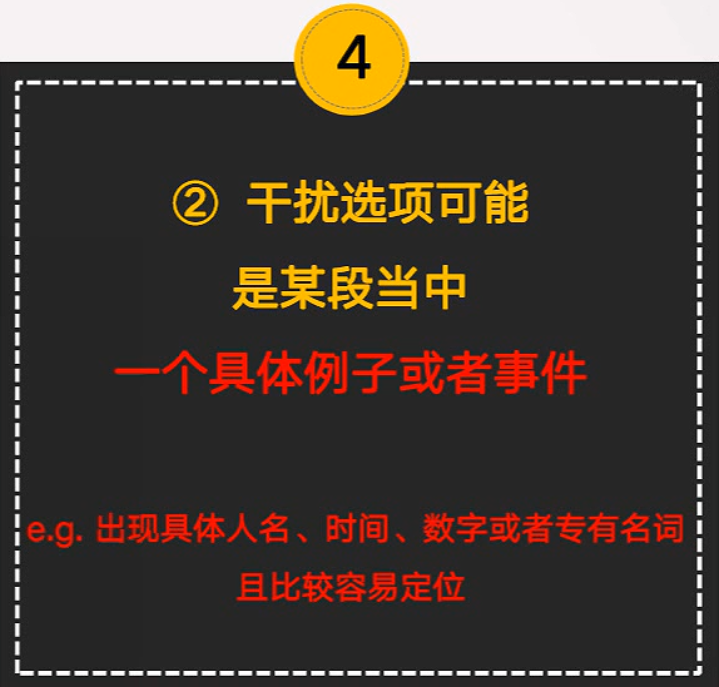 4
② 干扰选项可能
是某段当中
一个具体例子或者事件
e.g. 出现具体人名、时间、数字或者专有名词
且比较容易定位